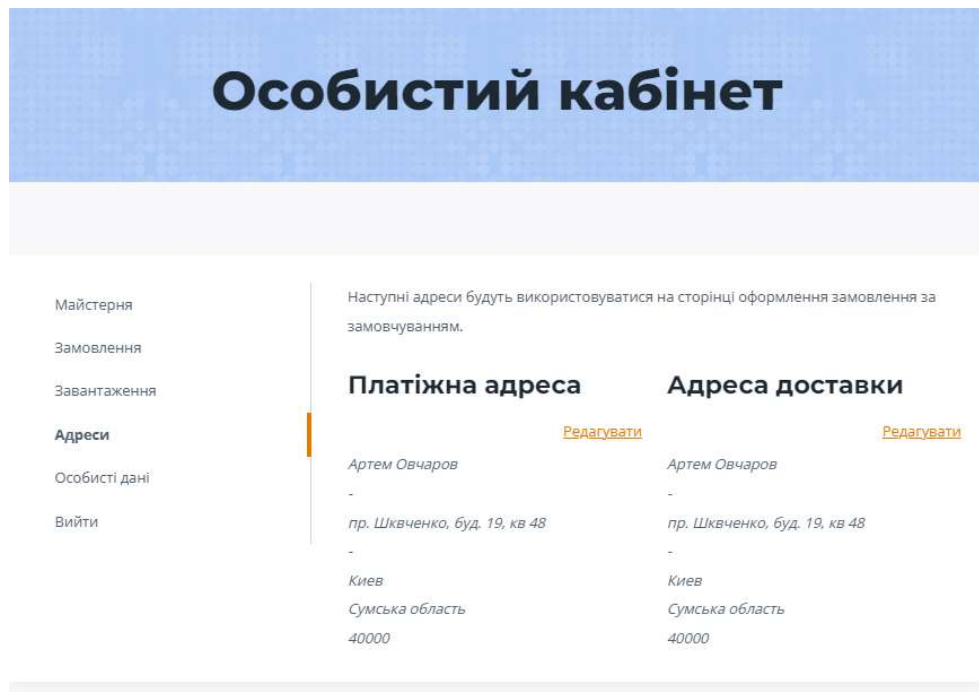 Особистий кабінет
Майстерня
Замовлення
Завантаження
Адреси
Особисті дані
Вийти
Наступні адреси будуть використовуватися на сторінці оформлення замовлення за
замовчуванням.
Платіжна адреса
Редагувати
Артем Овчаров
-
пр. Шквченко, буд. 19, кв 48
-
Киев
Сумська область
40000
Адреса доставки
Редагувати
Артем Овчаров
-
пр. Шквченко, буд. 19, кв 48
-
Киев
Сумська область
40000